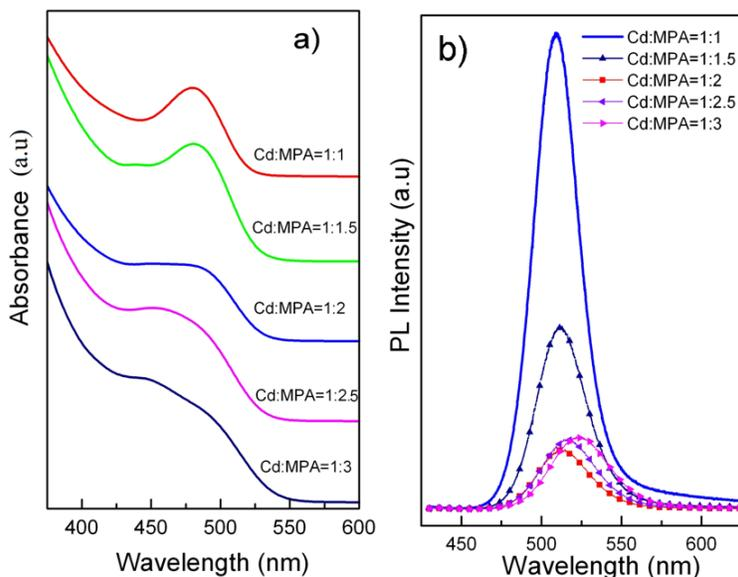 a)
Absorbance (a.u)
Cd:MPA=1:1
Cd:MPA=1:1.5
Cd:MPA=1:2
Cd:MPA=1:2.5
Cd:MPA=1:3
400 450 500 550 600
Wavelength (nm)
b)
PL Intensity (a.u)
Cd:MPA=1:1
Cd:MPA=1:1.5
Cd:MPA=1:2
Cd:MPA=1:2.5
Cd:MPA=1:3
450 500 550 600
Wavelength (nm)